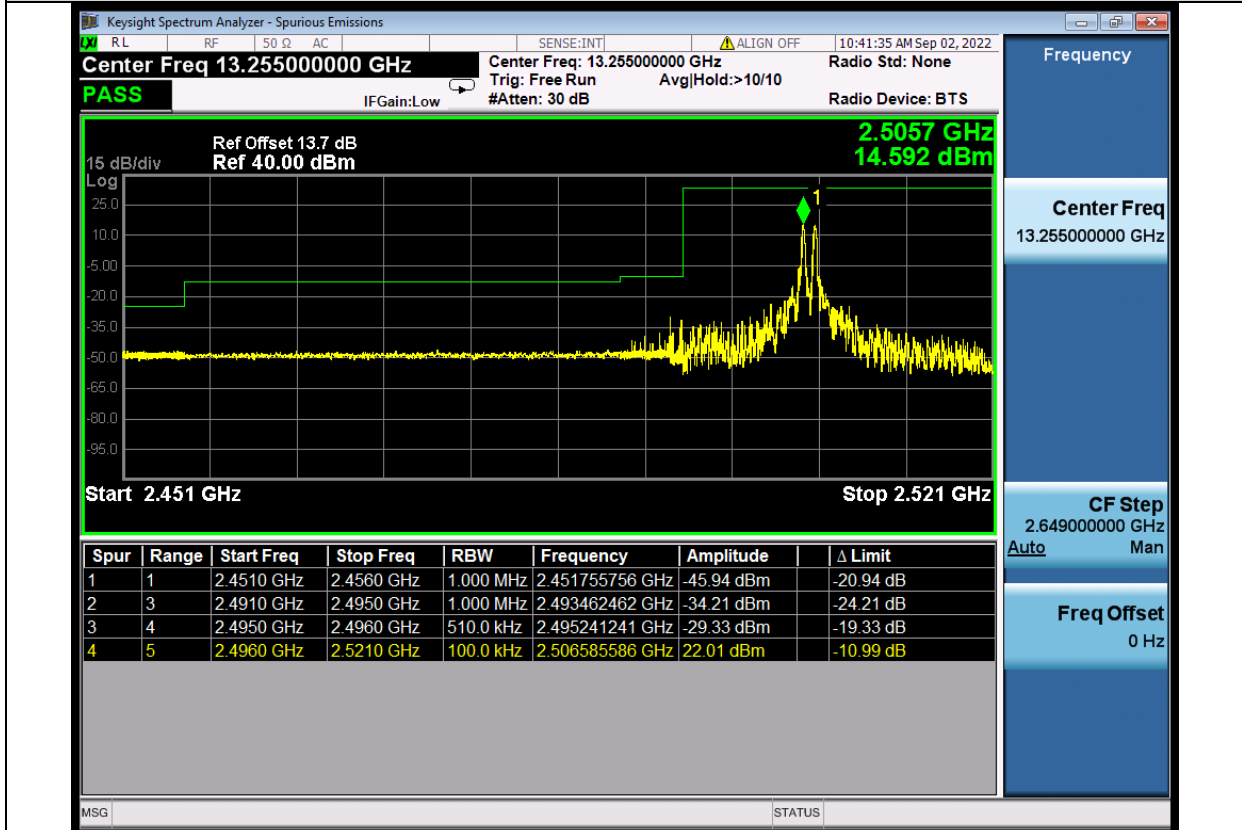 Keysight Spectrum Analyzer - Spurious Emissions
LXI RL RF 50 Ω AC SENSE:INT ALIGN OFF 10:41:35 AM Sep 02, 2022
Center Freq 13.255000000 GHz Center Freq: 13.255000000 GHz Radio Std: None
Trig: Free Run Avg|Hold:>10/10
PASS IFGain:Low #Atten: 30 dB Radio Device: BTS
Frequency
2.5057 GHz
Ref Offset 13.7 dB
15 dB/div Ref 40.00 dBm 14.592 dBm
Log
25.0
10.0
-5.00
-20.0
-35.0
-50.0
-65.0
-80.0
-95.0
1
Start 2.451 GHz Stop 2.521 GHz
Center Freq
13.255000000 GHz
CF Step
2.649000000 GHz
Auto Man
Freq Offset
0 Hz
Spur Range Start Freq Stop Freq RBW Frequency Amplitude Δ Limit
1 1 2.4510 GHz 2.4560 GHz 1.000 MHz 2.451755756 GHz -45.94 dBm -20.94 dB
2 3 2.4910 GHz 2.4950 GHz 1.000 MHz 2.493462462 GHz -34.21 dBm -24.21 dB
3 4 2.4950 GHz 2.4960 GHz 510.0 kHz 2.495241241 GHz -29.33 dBm -19.33 dB
4 5 2.4960 GHz 2.5210 GHz 100.0 kHz 2.506585586 GHz 22.01 dBm -10.99 dB
MSG STATUS